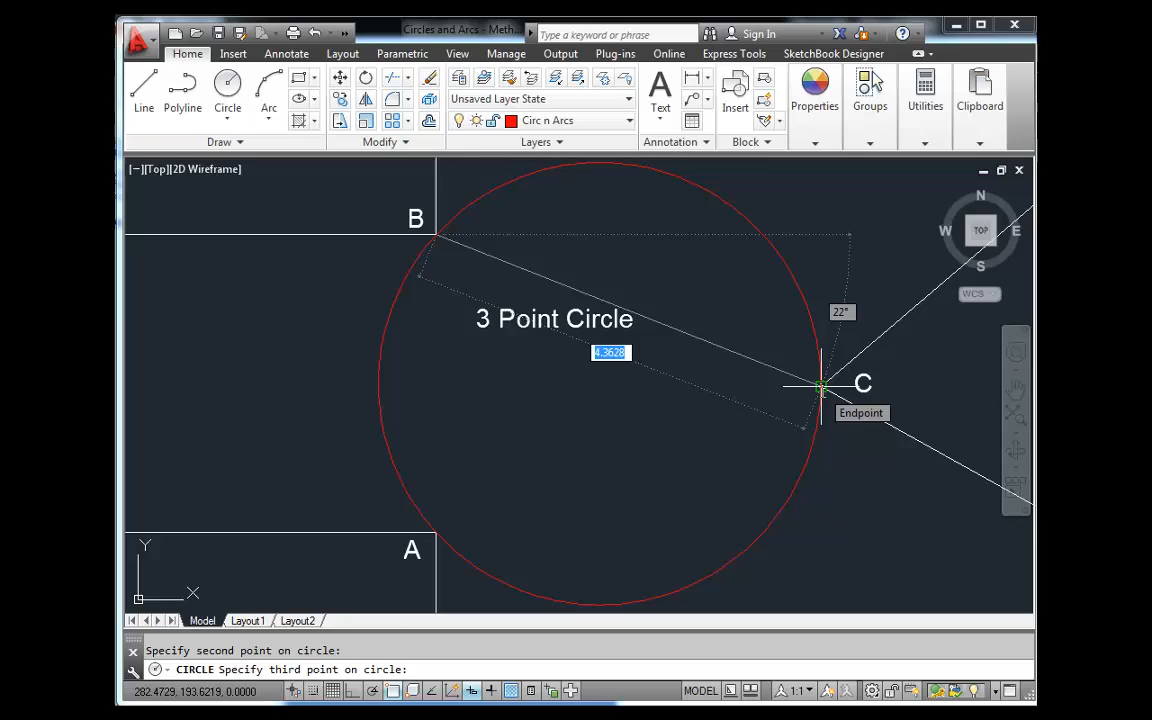 Circles and Arcs - Meth...
Type a keyword or phrase
Sign In
Home Insert Annotate Layout Parametric View Manage Output Plug-ins Online Express Tools SketchBook Designer
Line Polyline Circle Arc
Unsaved Layer State
Circ n Arcs
Text
Insert
Properties Groups Utilities Clipboard
Draw Modify Layers Annotation Block
[−][Top][2D Wireframe]
N
W TOP E
S
WCS
B
22°
3 Point Circle
4.3628
C
Endpoint
A
Y
X
Model Layout1 Layout2
Specify second point on circle:
CIRCLE Specify third point on circle:
282.4729, 193.6219, 0.0000
MODEL
1:1